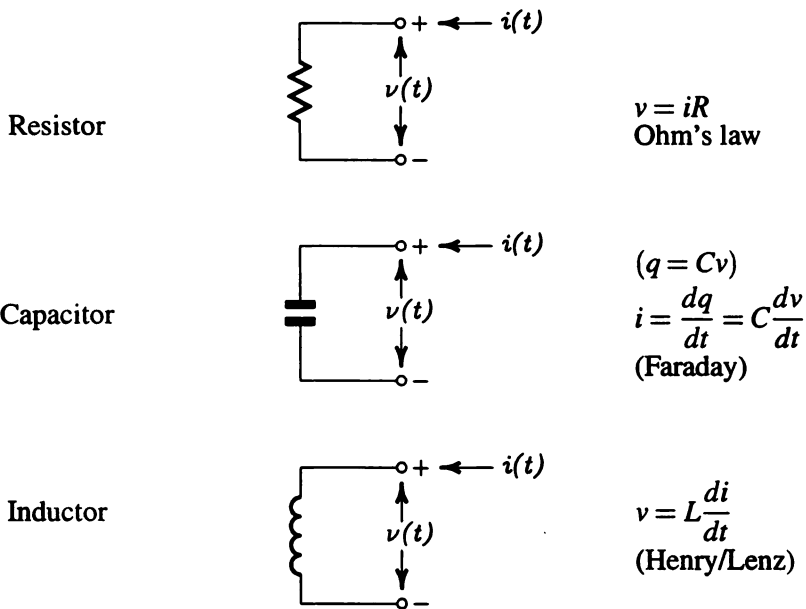 + i(t)
Resistor
v(t)
v = iR
Ohm's law
−
+ i(t)
Capacitor
v(t)
(q = Cv)
i = dq/dt = C dv/dt
(Faraday)
−
+ i(t)
Inductor
v(t)
v = L di/dt
(Henry/Lenz)
−